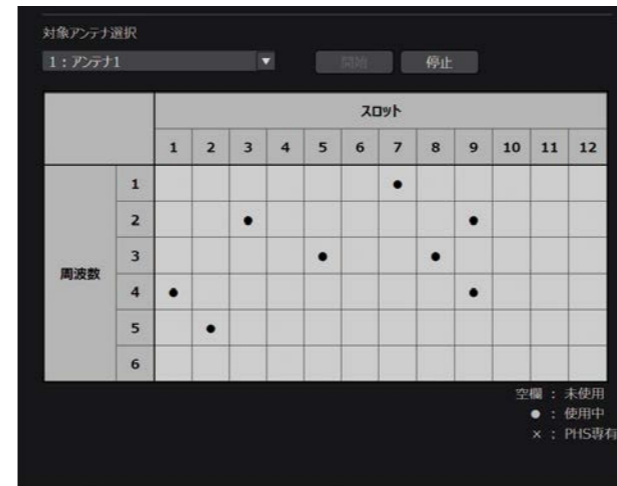 対象アンテナ選択
1：アンテナ1 ▼ 開始 停止
スロット
1 2 3 4 5 6 7 8 9 10 11 12
1 ●
2 ● ●
3 ● ●
周波数
4 ● ●
5 ●
6
空欄 ： 未使用
● ： 使用中
× ： PHS専有